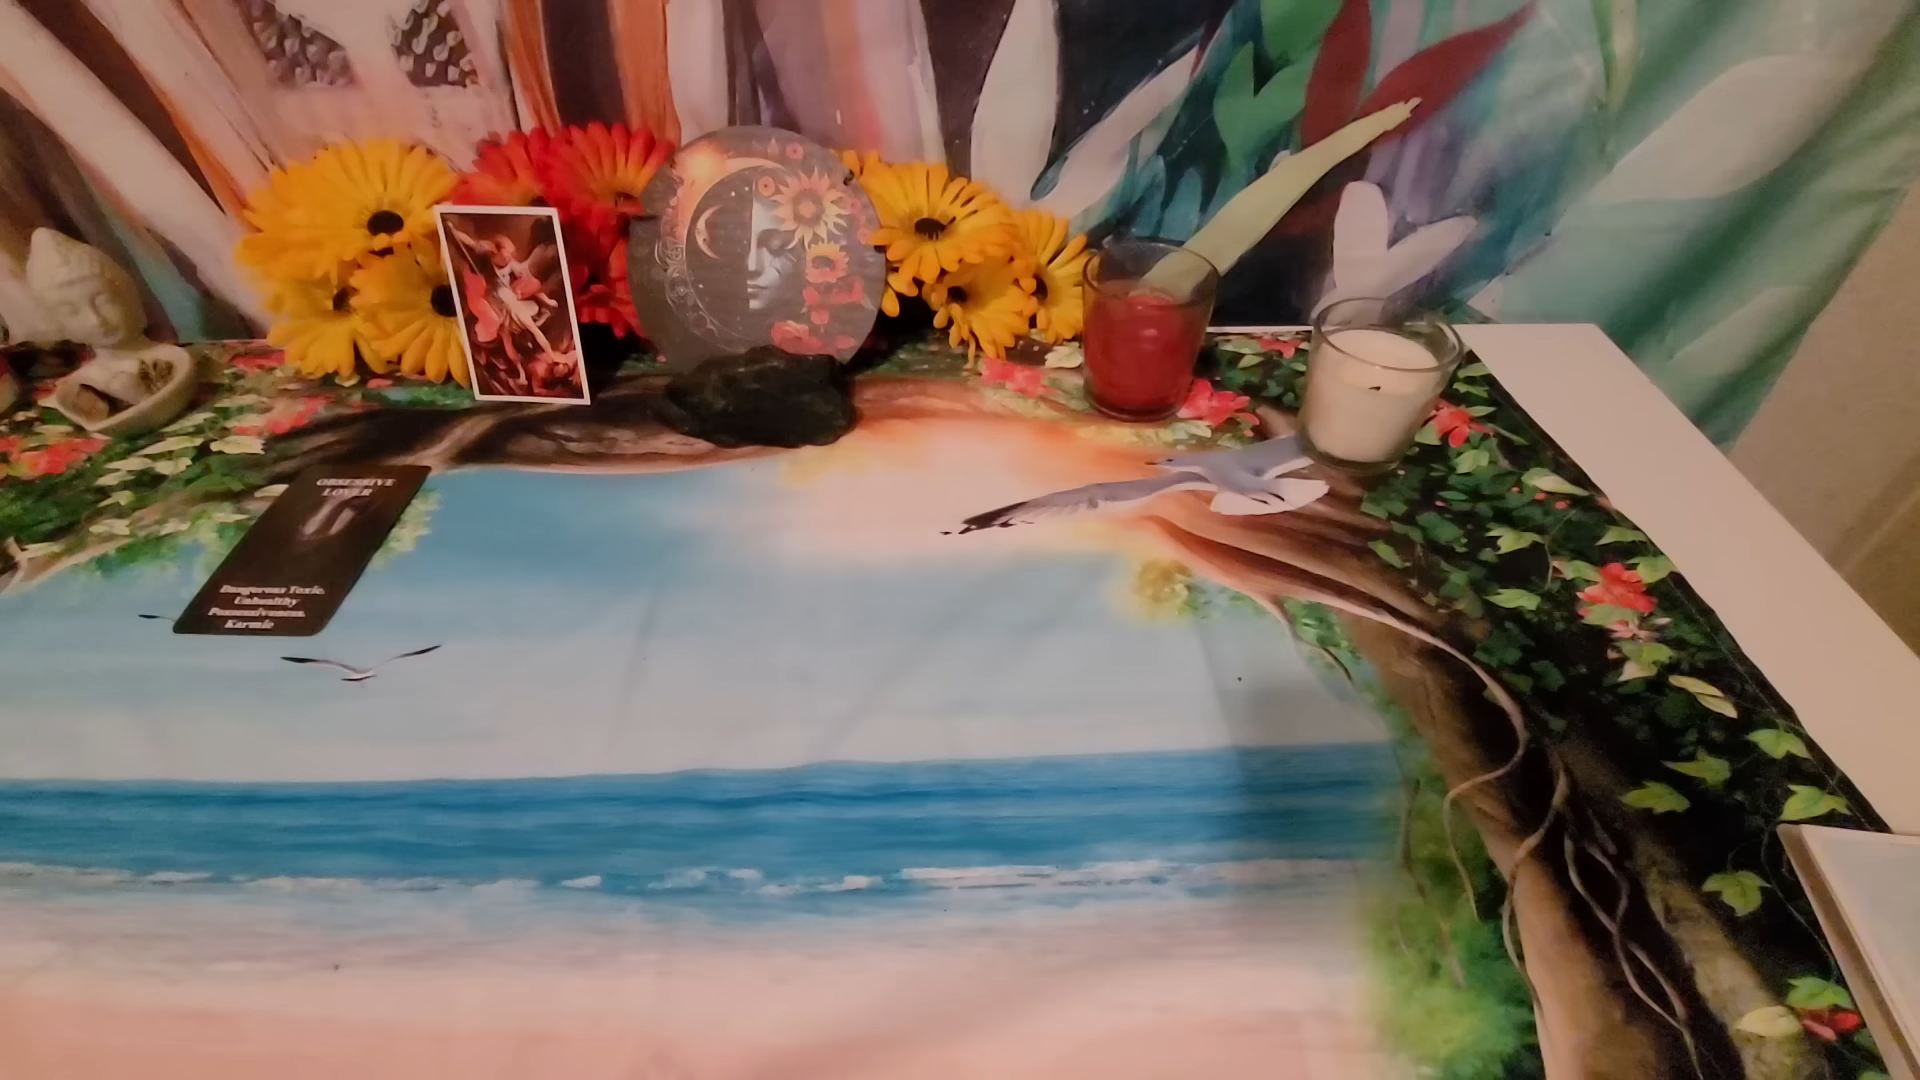 OBSESSIVE
LOVER
Dangerous Toxic.
Unhealthy
Possessiveness.
Karmic